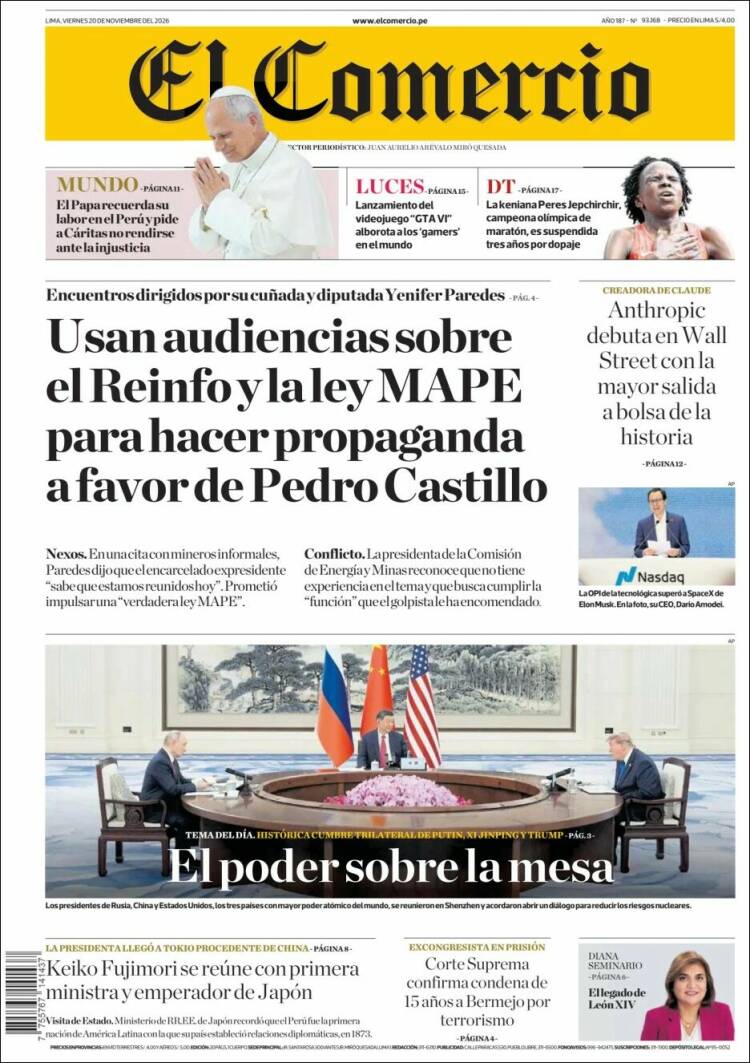 LIMA, VIERNES 20 DE NOVIEMBRE DEL 2026
www.elcomercio.pe
AÑO 187 - Nº 93J68 - PRECIO EN LIMA S/4,00
El Comercio
ECTOR PERIODÍSTICO: JUAN AURELIO ARÉVALO MIRÓ QUESADA
MUNDO -PÁGINA 11-
El Papa recuerda su
labor en el Perú y pide
a Cáritas no rendirse
ante la injusticia
LUCES -PÁGINA 15-
Lanzamiento del
videojuego “GTA VI”
alborota a los ‘gamers’
en el mundo
DT -PÁGINA 17-
La keniana Peres Jepchirchir,
campeona olímpica de
maratón, es suspendida
tres años por dopaje
Encuentros dirigidos por su cuñada y diputada Yenifer Paredes -PÁG. 4-
Usan audiencias sobre
el Reinfo y la ley MAPE
para hacer propaganda
a favor de Pedro Castillo
Nexos. En una cita con mineros informales,
Paredes dijo que el encarcelado expresidente
“sabe que estamos reunidos hoy”. Prometió
impulsar una “verdadera ley MAPE”.
Conflicto. La presidenta de la Comisión
de Energía y Minas reconoce que no tiene
experiencia en el tema y que busca cumplir la
“función” que el golpista le ha encomendado.
CREADORA DE CLAUDE
Anthropic
debuta en Wall
Street con la
mayor salida
a bolsa de la
historia
-PÁGINA 12-
AP
Nasdaq
La OPI de la tecnológica superó a SpaceX de
Elon Musk. En la foto, su CEO, Dario Amodei.
AP
TEMA DEL DÍA. HISTÓRICA CUMBRE TRILATERAL DE PUTIN, XI JINPING Y TRUMP -PÁG. 3-
El poder sobre la mesa
Los presidentes de Rusia, China y Estados Unidos, los tres países con mayor poder atómico del mundo, se reunieron en Shenzhen y acordaron abrir un diálogo para reducir los riesgos nucleares.
LA PRESIDENTA LLEGÓ A TOKIO PROCEDENTE DE CHINA -PÁGINA 8-
Keiko Fujimori se reúne con primera
ministra y emperador de Japón
Visita de Estado. Ministerio de RR.EE. de Japón recordó que el Perú fue la primera
nación de América Latina con la que su país estableció relaciones diplomáticas, en 1873.
EXCONGRESISTA EN PRISIÓN
Corte Suprema
confirma condena de
15 años a Bermejo por
terrorismo
-PÁGINA 4-
DIANA
SEMINARIO
-PÁGINA 6-
El legado de
León XIV
7 755767 141437